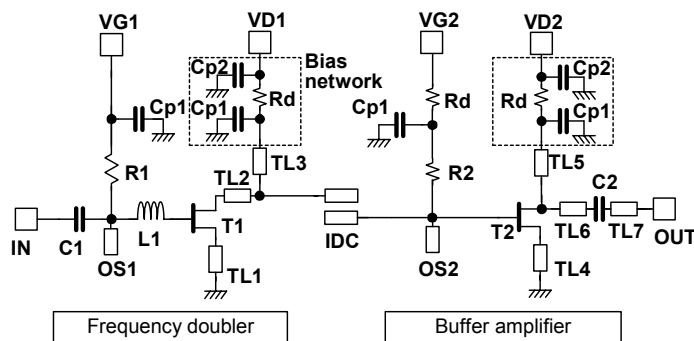 VG1 VD1 VG2 VD2
Bias
network
Cp2 Cp2
Rd Rd Rd
Cp1 Cp1 Cp1 Cp1
R1 TL3 R2 TL5
TL2 C2
IN C1 L1 T1 IDC T2 TL6 TL7 OUT
OS1 OS2
TL1 TL4
Frequency doubler Buffer amplifier